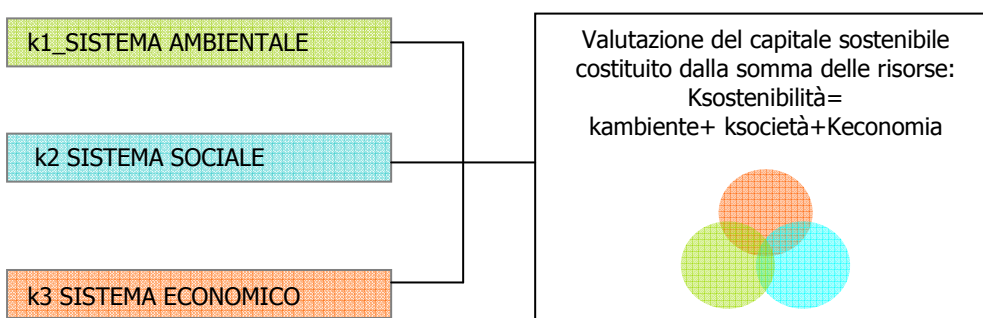 k1_SISTEMA AMBIENTALE
k2 SISTEMA SOCIALE
k3 SISTEMA ECONOMICO
Valutazione del capitale sostenibile
costituito dalla somma delle risorse:
Ksostenibilità=
kambiente+ ksocietà+Keconomia